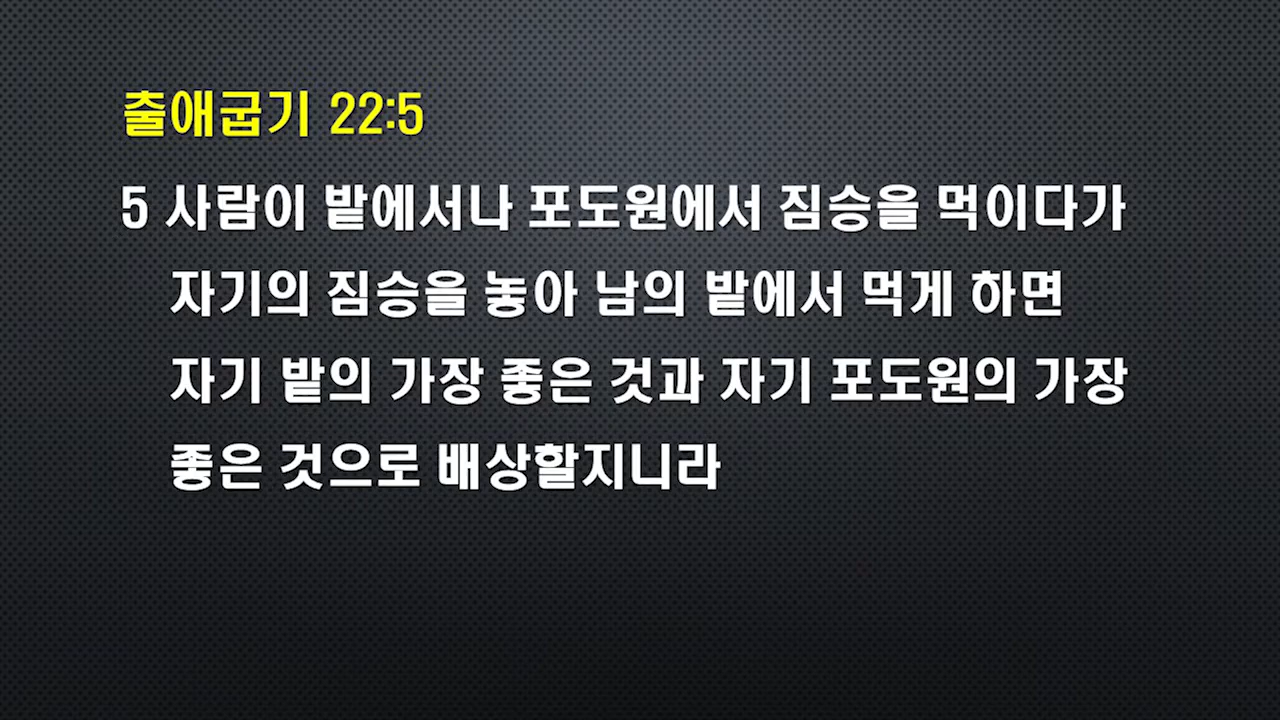 출애굽기 22:5
5 사람이 밭에서나 포도원에서 짐승을 먹이다가
자기의 짐승을 놓아 남의 밭에서 먹게 하면
자기 밭의 가장 좋은 것과 자기 포도원의 가장
좋은 것으로 배상할지니라